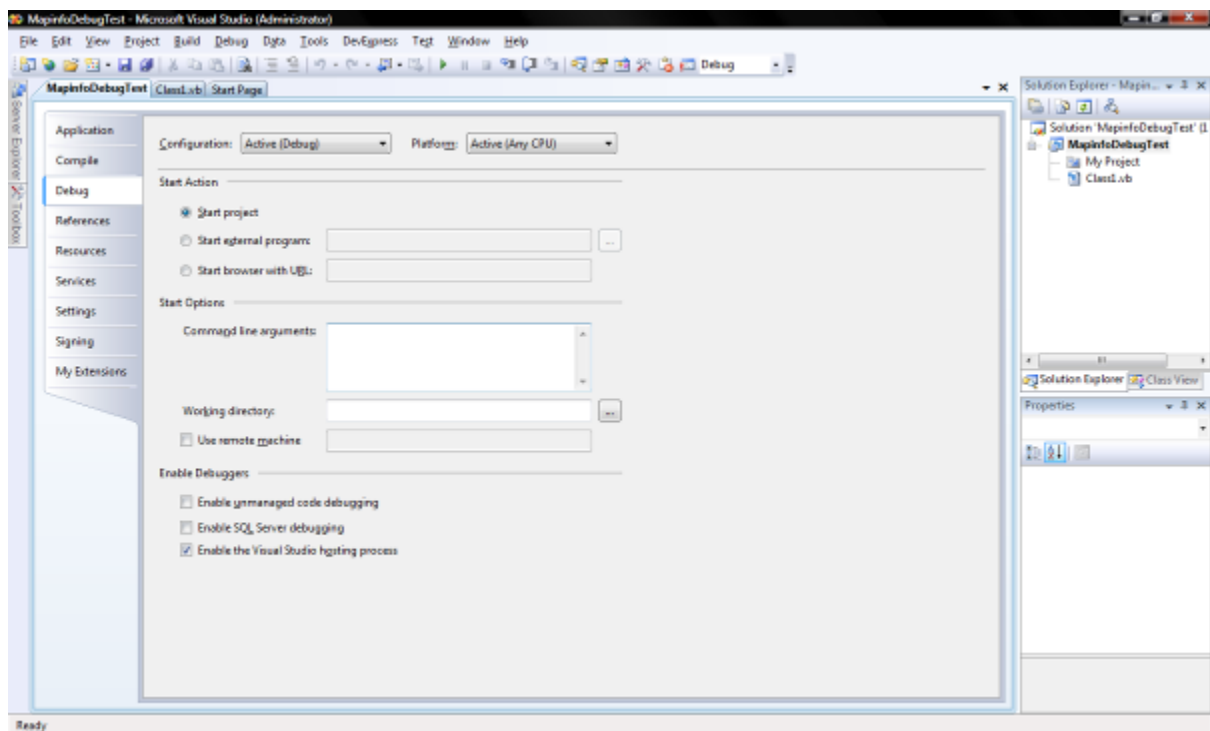 MapinfoDebugTest - Microsoft Visual Studio (Administrator)
File Edit View Project Build Debug Data Tools DevExpress Test Window Help
Debug
MapinfoDebugTest Class1.vb Start Page
Server Explorer
Toolbox
Application
Compile
Debug
References
Resources
Services
Settings
Signing
My Extensions
Configuration: Active (Debug) Platform: Active (Any CPU)
Start Action
Start project
Start external program: ...
Start browser with URL:
Start Options
Command line arguments:
Working directory: ...
Use remote machine
Enable Debuggers
Enable unmanaged code debugging
Enable SQL Server debugging
Enable the Visual Studio hosting process
Solution Explorer - Mapin...
Solution 'MapinfoDebugTest' (1
MapinfoDebugTest
My Project
Class1.vb
Solution Explorer Class View
Properties
Ready